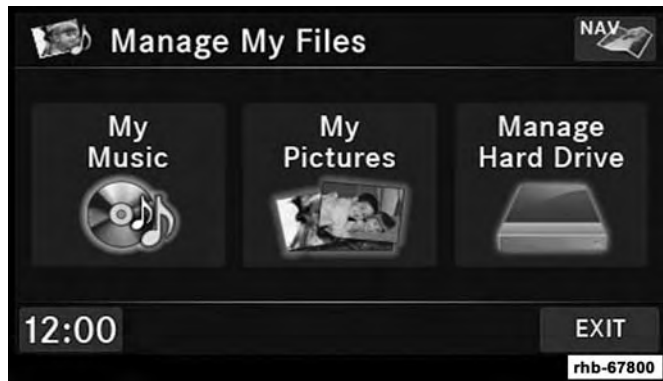 Manage My Files
NAV
My
Music
My
Pictures
Manage
Hard Drive
12:00
EXIT
rhb-67800